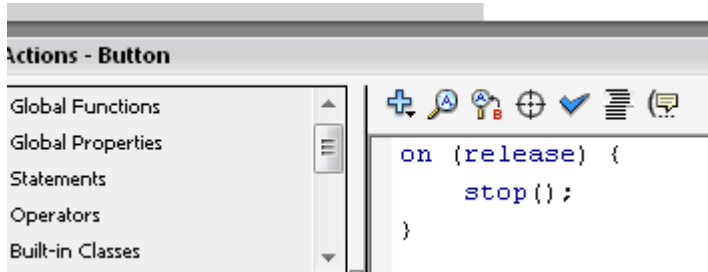 Actions - Button
Global Functions
Global Properties
Statements
Operators
Built-in Classes
on (release) {
stop();
}